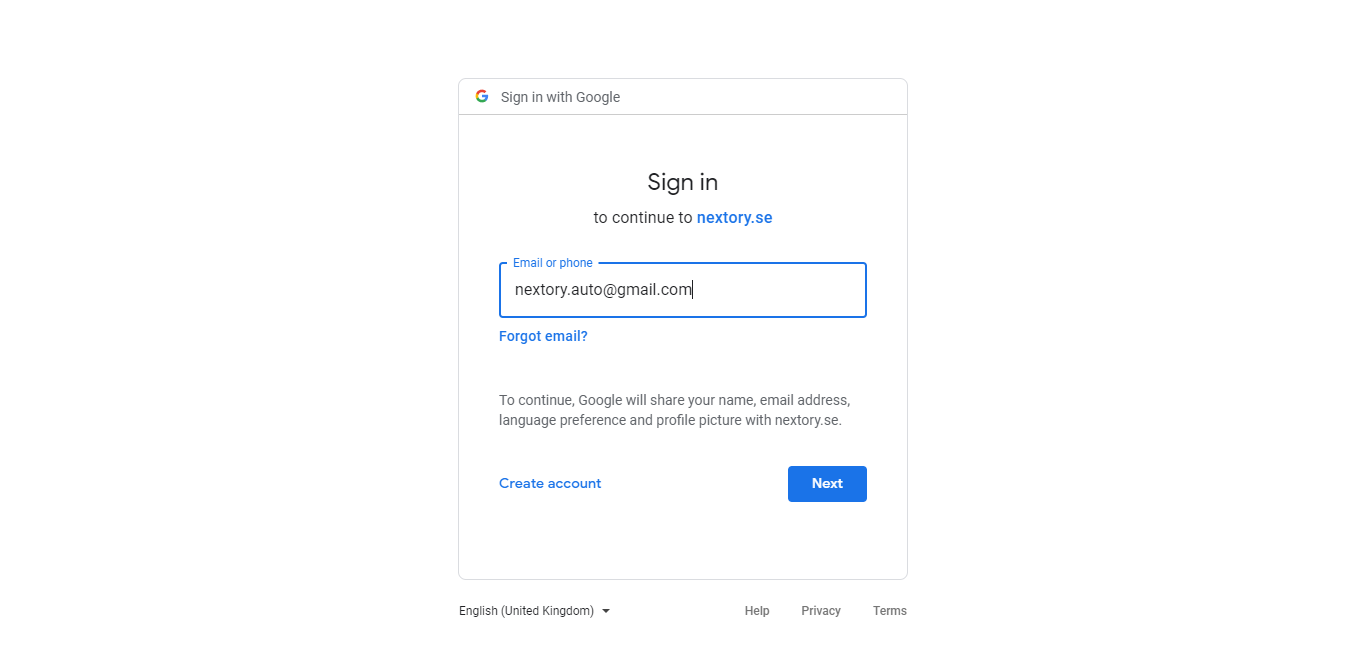 Sign in with Google
Sign in
to continue to nextory.se
Email or phone
nextory.auto@gmail.com
Forgot email?
To continue, Google will share your name, email address,
language preference and profile picture with nextory.se.
Create account
Next
English (United Kingdom)
Help
Privacy
Terms